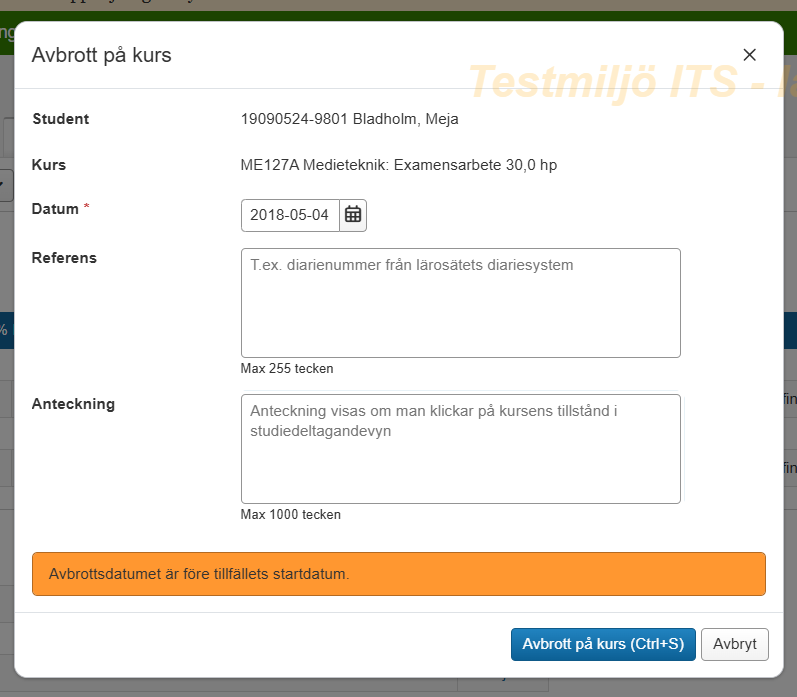 Avbrott på kurs
Testmiljö ITS -
Student 19090524-9801 Bladholm, Meja
Kurs ME127A Medieteknik: Examensarbete 30,0 hp
Datum * 2018-05-04
Referens T.ex. diarienummer från lärosätets diariesystem
Max 255 tecken
Anteckning Anteckning visas om man klickar på kursens tillstånd i
studiedeltagandevyn
Max 1000 tecken
Avbrottsdatumet är före tillfällets startdatum.
Avbrott på kurs (Ctrl+S) Avbryt